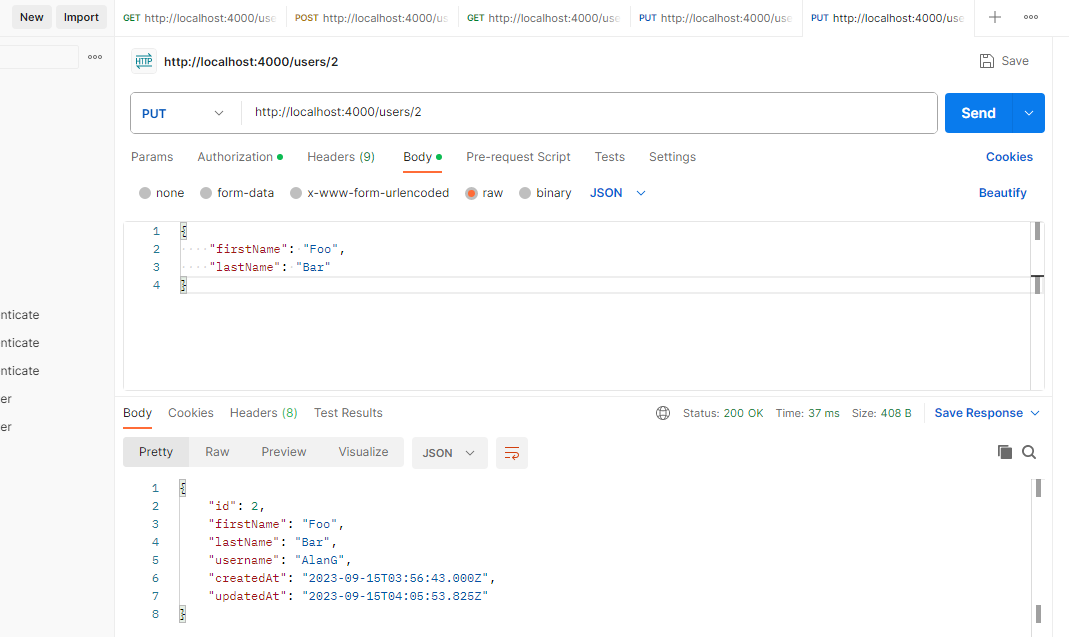 New Import GET http://localhost:4000/use POST http://localhost:4000/us GET http://localhost:4000/use PUT http://localhost:4000/use PUT http://localhost:4000/use
HTTP http://localhost:4000/users/2 Save
PUT http://localhost:4000/users/2 Send
Params Authorization Headers (9) Body Pre-request Script Tests Settings Cookies
none form-data x-www-form-urlencoded raw binary JSON Beautify
1 {
2 "firstName": "Foo",
3 "lastName": "Bar"
4 }
nticate
nticate
nticate
er
er
Body Cookies Headers (8) Test Results Status: 200 OK Time: 37 ms Size: 408 B Save Response
Pretty Raw Preview Visualize JSON
1 {
2 "id": 2,
3 "firstName": "Foo",
4 "lastName": "Bar",
5 "username": "AlanG",
6 "createdAt": "2023-09-15T03:56:43.000Z",
7 "updatedAt": "2023-09-15T04:05:53.825Z"
8 }